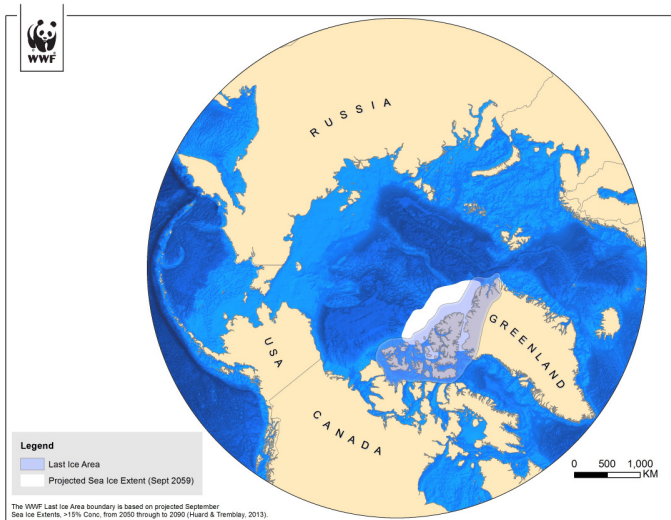 WWF
RUSSIA
USA
GREENLAND
CANADA
Legend
Last Ice Area
Projected Sea Ice Extent (Sept 2059)
0 500 1,000
KM
The WWF Last Ice Area boundary is based on projected September
Sea Ice Extents, >15% Conc, from 2050 through to 2090 (Huard & Tremblay, 2013).